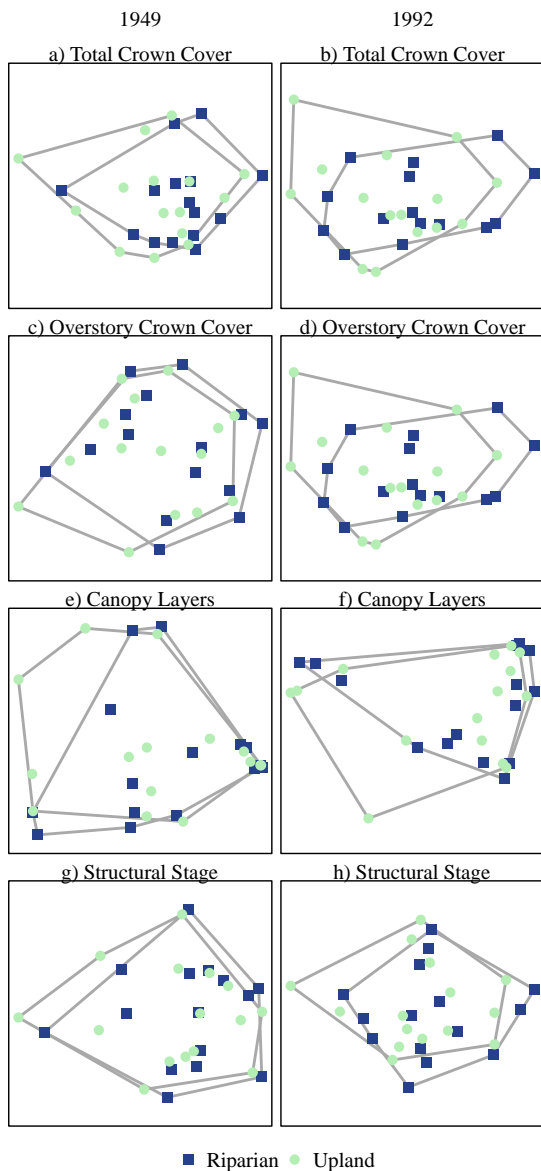 1949 1992
a) Total Crown Cover b) Total Crown Cover
c) Overstory Crown Cover d) Overstory Crown Cover
e) Canopy Layers f) Canopy Layers
g) Structural Stage h) Structural Stage
Riparian Upland